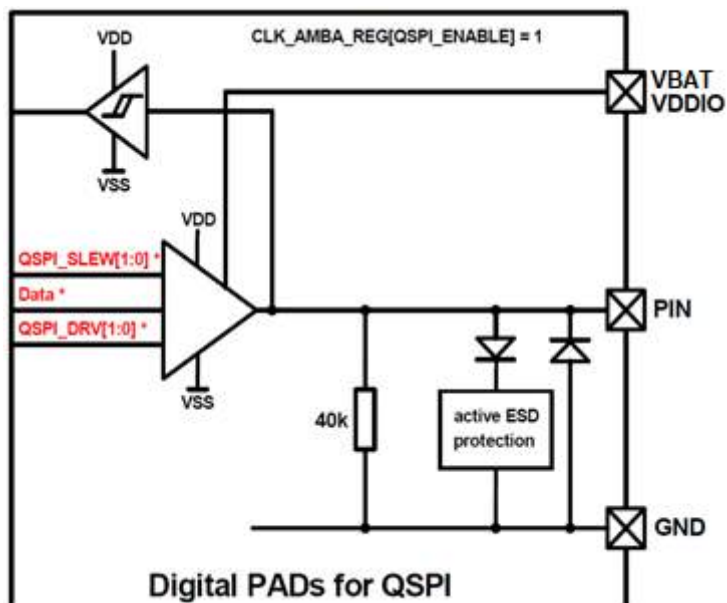 CLK_AMBA_REG[QSPI_ENABLE] = 1
VDD
VBAT
VDDIO
VSS
VDD
QSPI_SLEW[1:0] *
Data *
QSPI_DRV[1:0] *
PIN
VSS
40k
active ESD
protection
GND
Digital PADs for QSPI